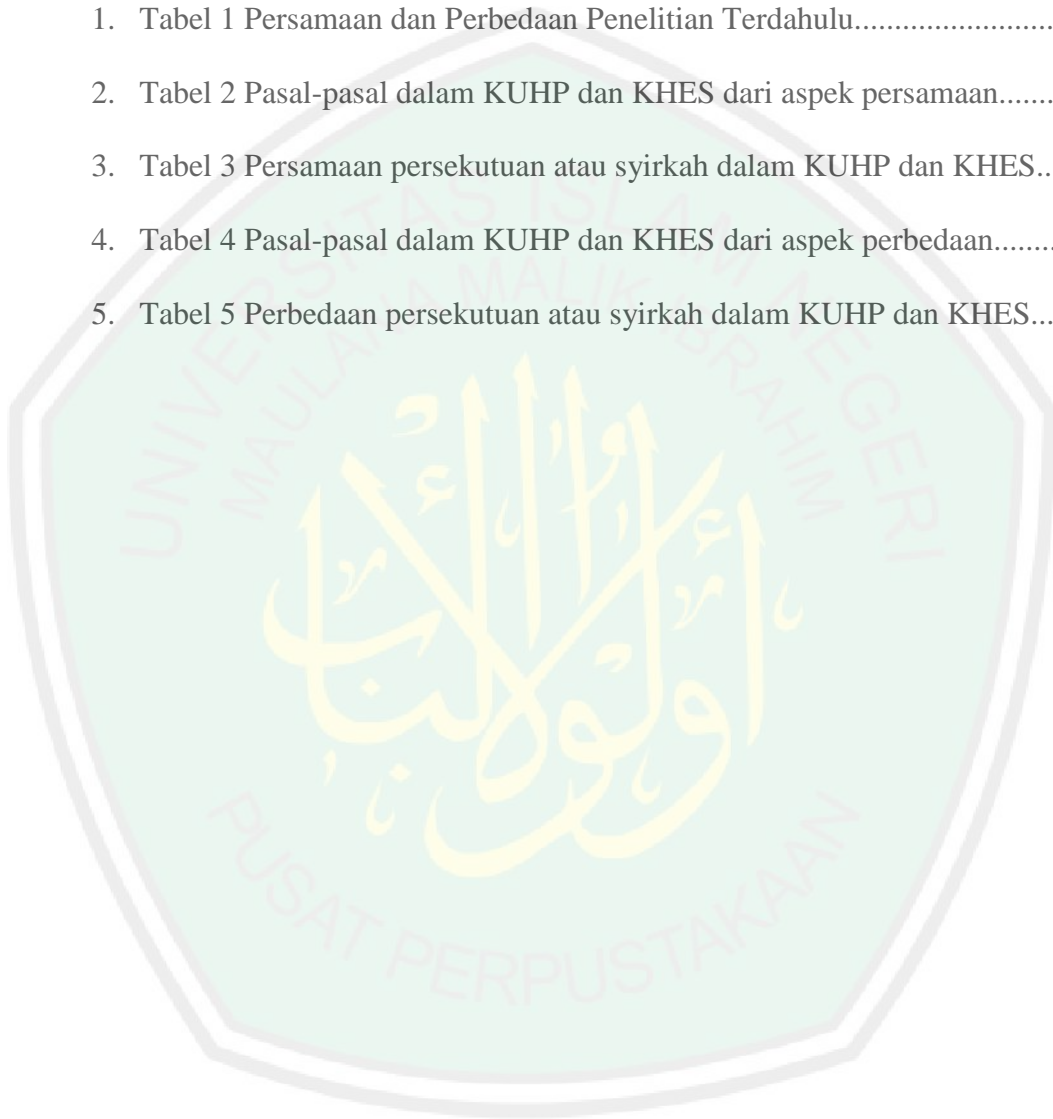 1. Tabel 1 Persamaan dan Perbedaan Penelitian Terdahulu........................
2. Tabel 2 Pasal-pasal dalam KUHP dan KHES dari aspek persamaan.......
3. Tabel 3 Persamaan persekutuan atau syirkah dalam KUHP dan KHES..
4. Tabel 4 Pasal-pasal dalam KUHP dan KHES dari aspek perbedaan........
5. Tabel 5 Perbedaan persekutuan atau syirkah dalam KUHP dan KHES...
UNIVERSITAS ISLAM NEGERI
MAULANA MALIK IBRAHIM
PUSAT PERPUSTAKAAN